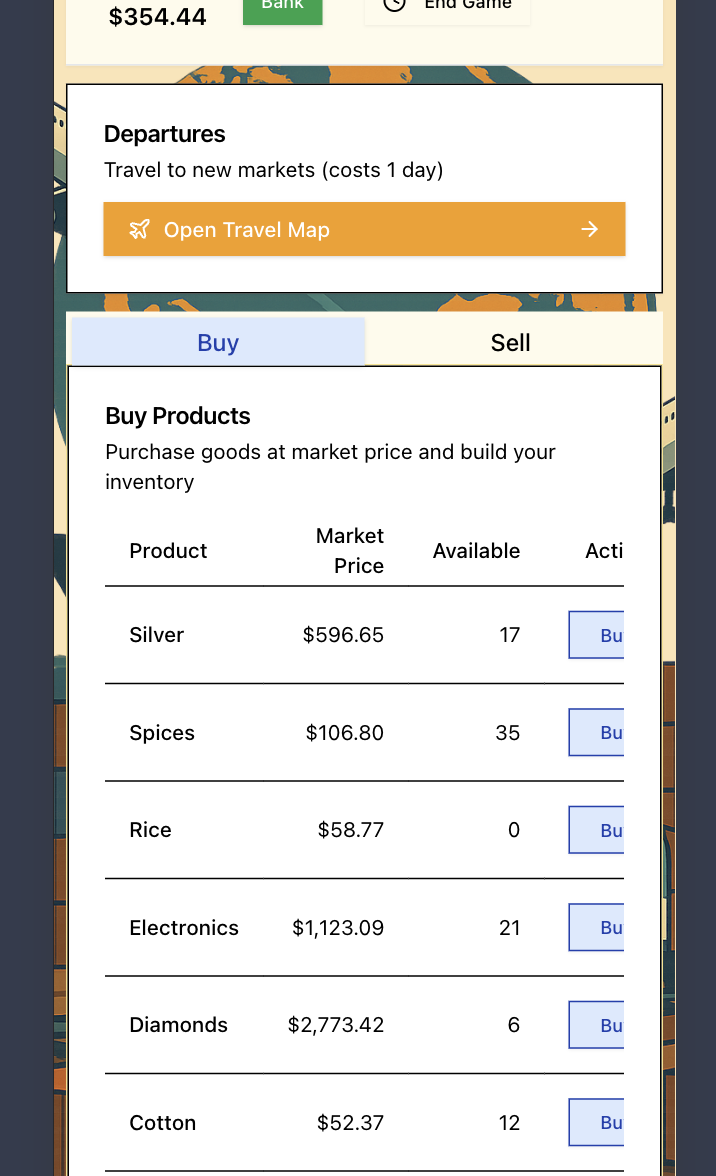 $354.44
Bank
End Game
Departures
Travel to new markets (costs 1 day)
Open Travel Map
Buy
Sell
Buy Products
Purchase goods at market price and build your
inventory
Product Market Price Available Acti
Silver $596.65 17 Bu
Spices $106.80 35 Bu
Rice $58.77 0 Bu
Electronics $1,123.09 21 Bu
Diamonds $2,773.42 6 Bu
Cotton $52.37 12 Bu